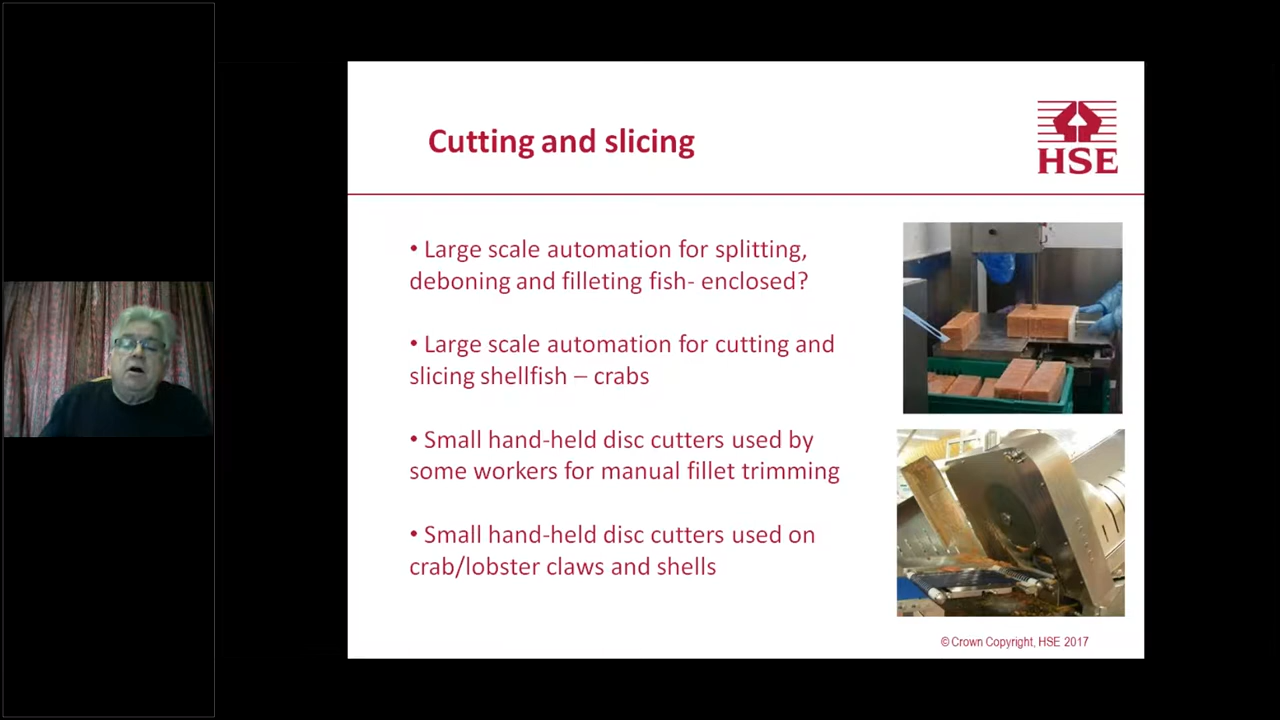 Cutting and slicing
HSE
• Large scale automation for splitting,
deboning and filleting fish- enclosed?
• Large scale automation for cutting and
slicing shellfish – crabs
• Small hand-held disc cutters used by
some workers for manual fillet trimming
• Small hand-held disc cutters used on
crab/lobster claws and shells
© Crown Copyright, HSE 2017